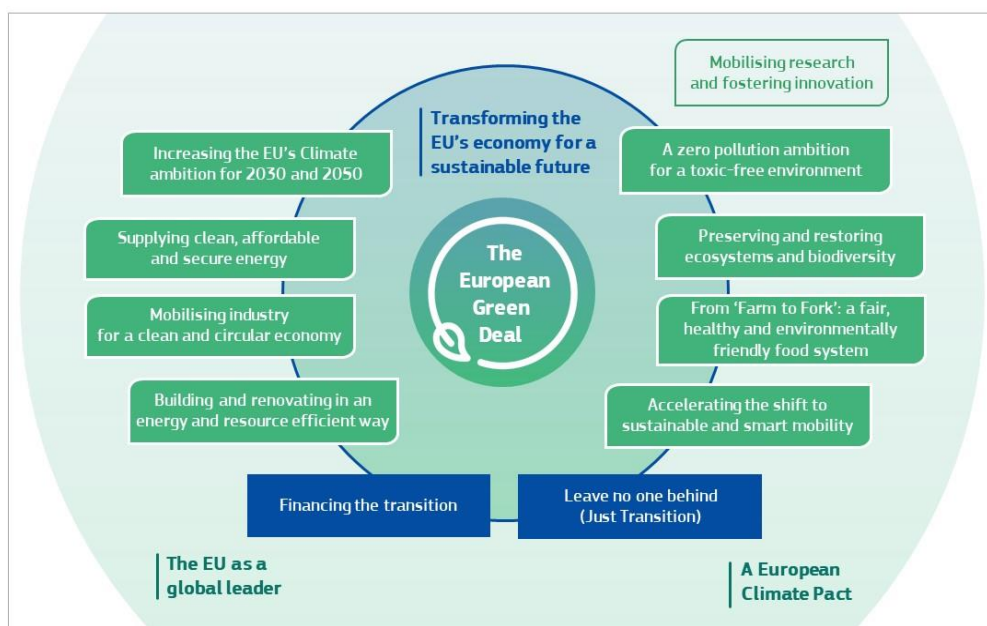 Mobilising research
and fostering innovation
Transforming the
EU's economy for a
sustainable future
Increasing the EU's Climate
ambition for 2030 and 2050
A zero pollution ambition
for a toxic-free environment
Supplying clean, affordable
and secure energy
Preserving and restoring
ecosystems and biodiversity
The
European
Green
Deal
Mobilising industry
for a clean and circular economy
From ‘Farm to Fork’: a fair,
healthy and environmentally
friendly food system
Building and renovating in an
energy and resource efficient way
Accelerating the shift to
sustainable and smart mobility
Financing the transition
Leave no one behind
(Just Transition)
The EU as a
global leader
A European
Climate Pact